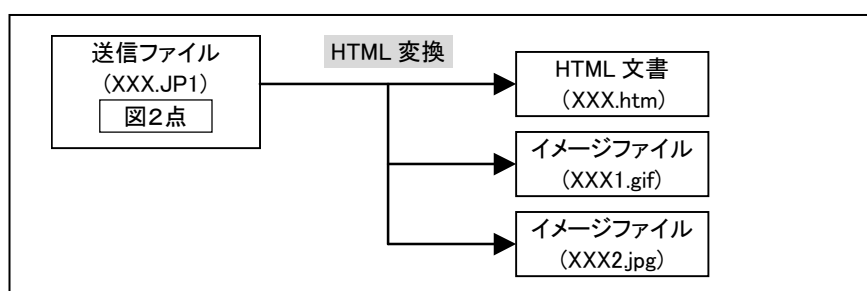 送信ファイル
(XXX.JP1)
図2点
HTML 変換
HTML 文書
(XXX.htm)
イメージファイル
(XXX1.gif)
イメージファイル
(XXX2.jpg)